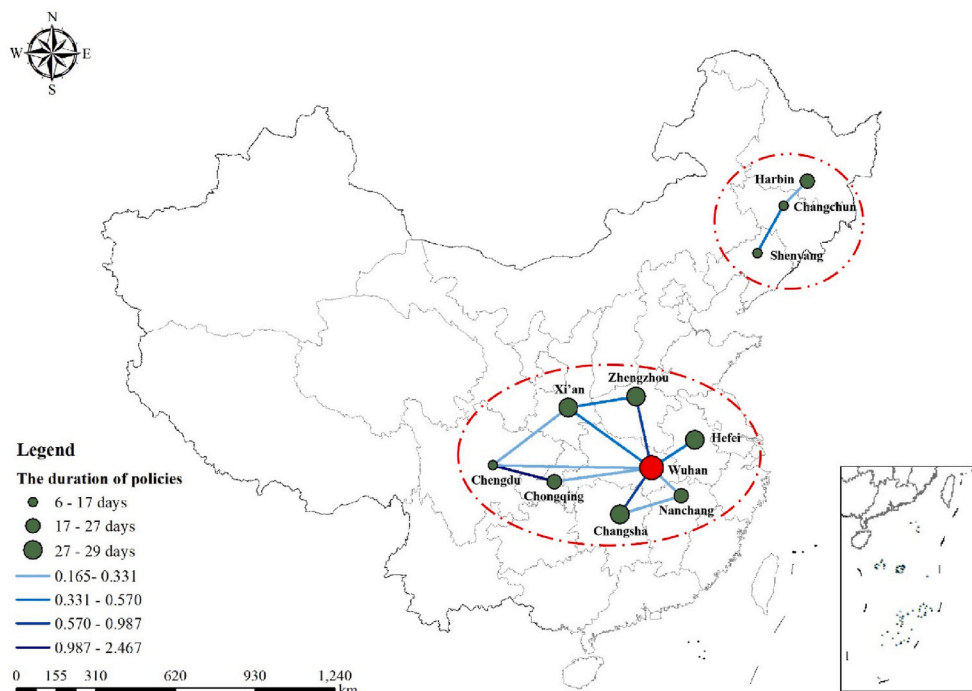 N
W E
S
Harbin
Changchun
Shenyang
Zhengzhou
Xi'an
Hefei
Wuhan
Chengdu
Chongqing
Nanchang
Changsha
Legend
The duration of policies
6 - 17 days
17 - 27 days
27 - 29 days
0.165- 0.331
0.331 - 0.570
0.570 - 0.987
0.987 - 2.467
0 155 310 620 930 1,240
km